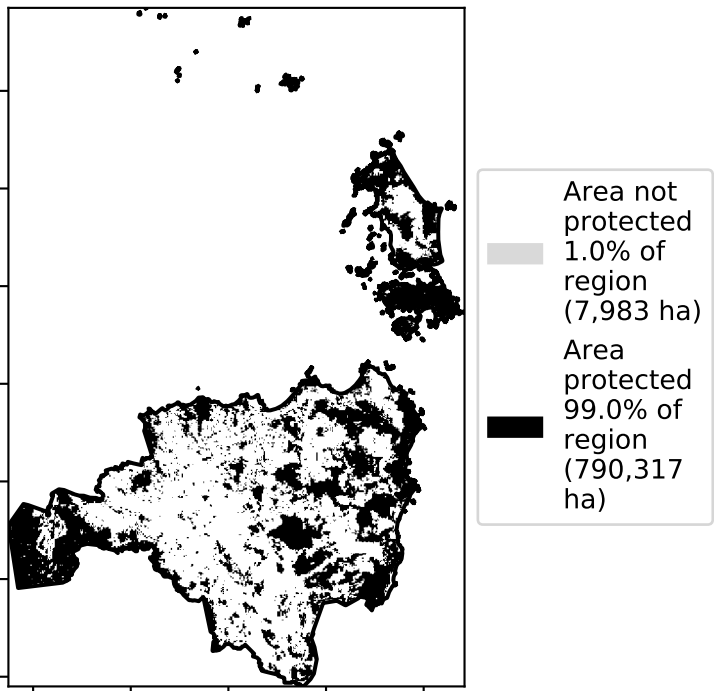 Area not
protected
1.0% of
region
(7,983 ha)
Area
protected
99.0% of
region
(790,317
ha)